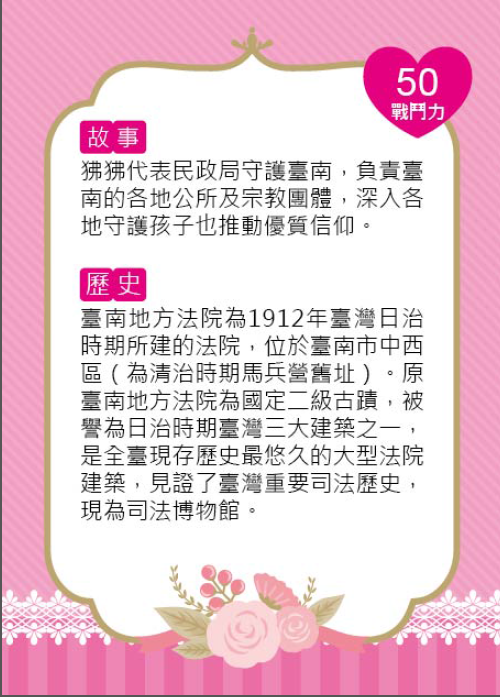 50
戰鬥力
故事
狒狒代表民政局守護臺南，負責臺
南的各地公所及宗教團體，深入各
地守護孩子也推動優質信仰。
歷史
臺南地方法院為1912年臺灣日治
時期所建的法院，位於臺南市中西
區（為清治時期馬兵營舊址）。原
臺南地方法院為國定二級古蹟，被
譽為日治時期臺灣三大建築之一，
是全臺現存歷史最悠久的大型法院
建築，見證了臺灣重要司法歷史，
現為司法博物館。